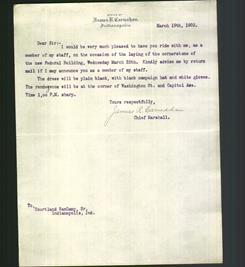 OFFICE OF
James R. Carnahan.
Indianapolis
March 19th, 1902.
Dear Sir:
I would be very much pleased to have you ride with me, as a
member of my staff, on the occasion of the laying of the cornerstone of
the new Federal Building, Wednesday March 25th. Kindly advise me by return
mail if I may announce you as a member of my staff.
The dress will be plain black, with black campaign hat and white gloves.
The rendezvous will be at the corner of Washington St. and Capitol Ave.
Time 1,00 P.M. sharp.
Yours respectfully,
James R Carnahan
Chief Marshall.
To,
Courtland VanCamp, Sr,
Indianapolis, Ind.